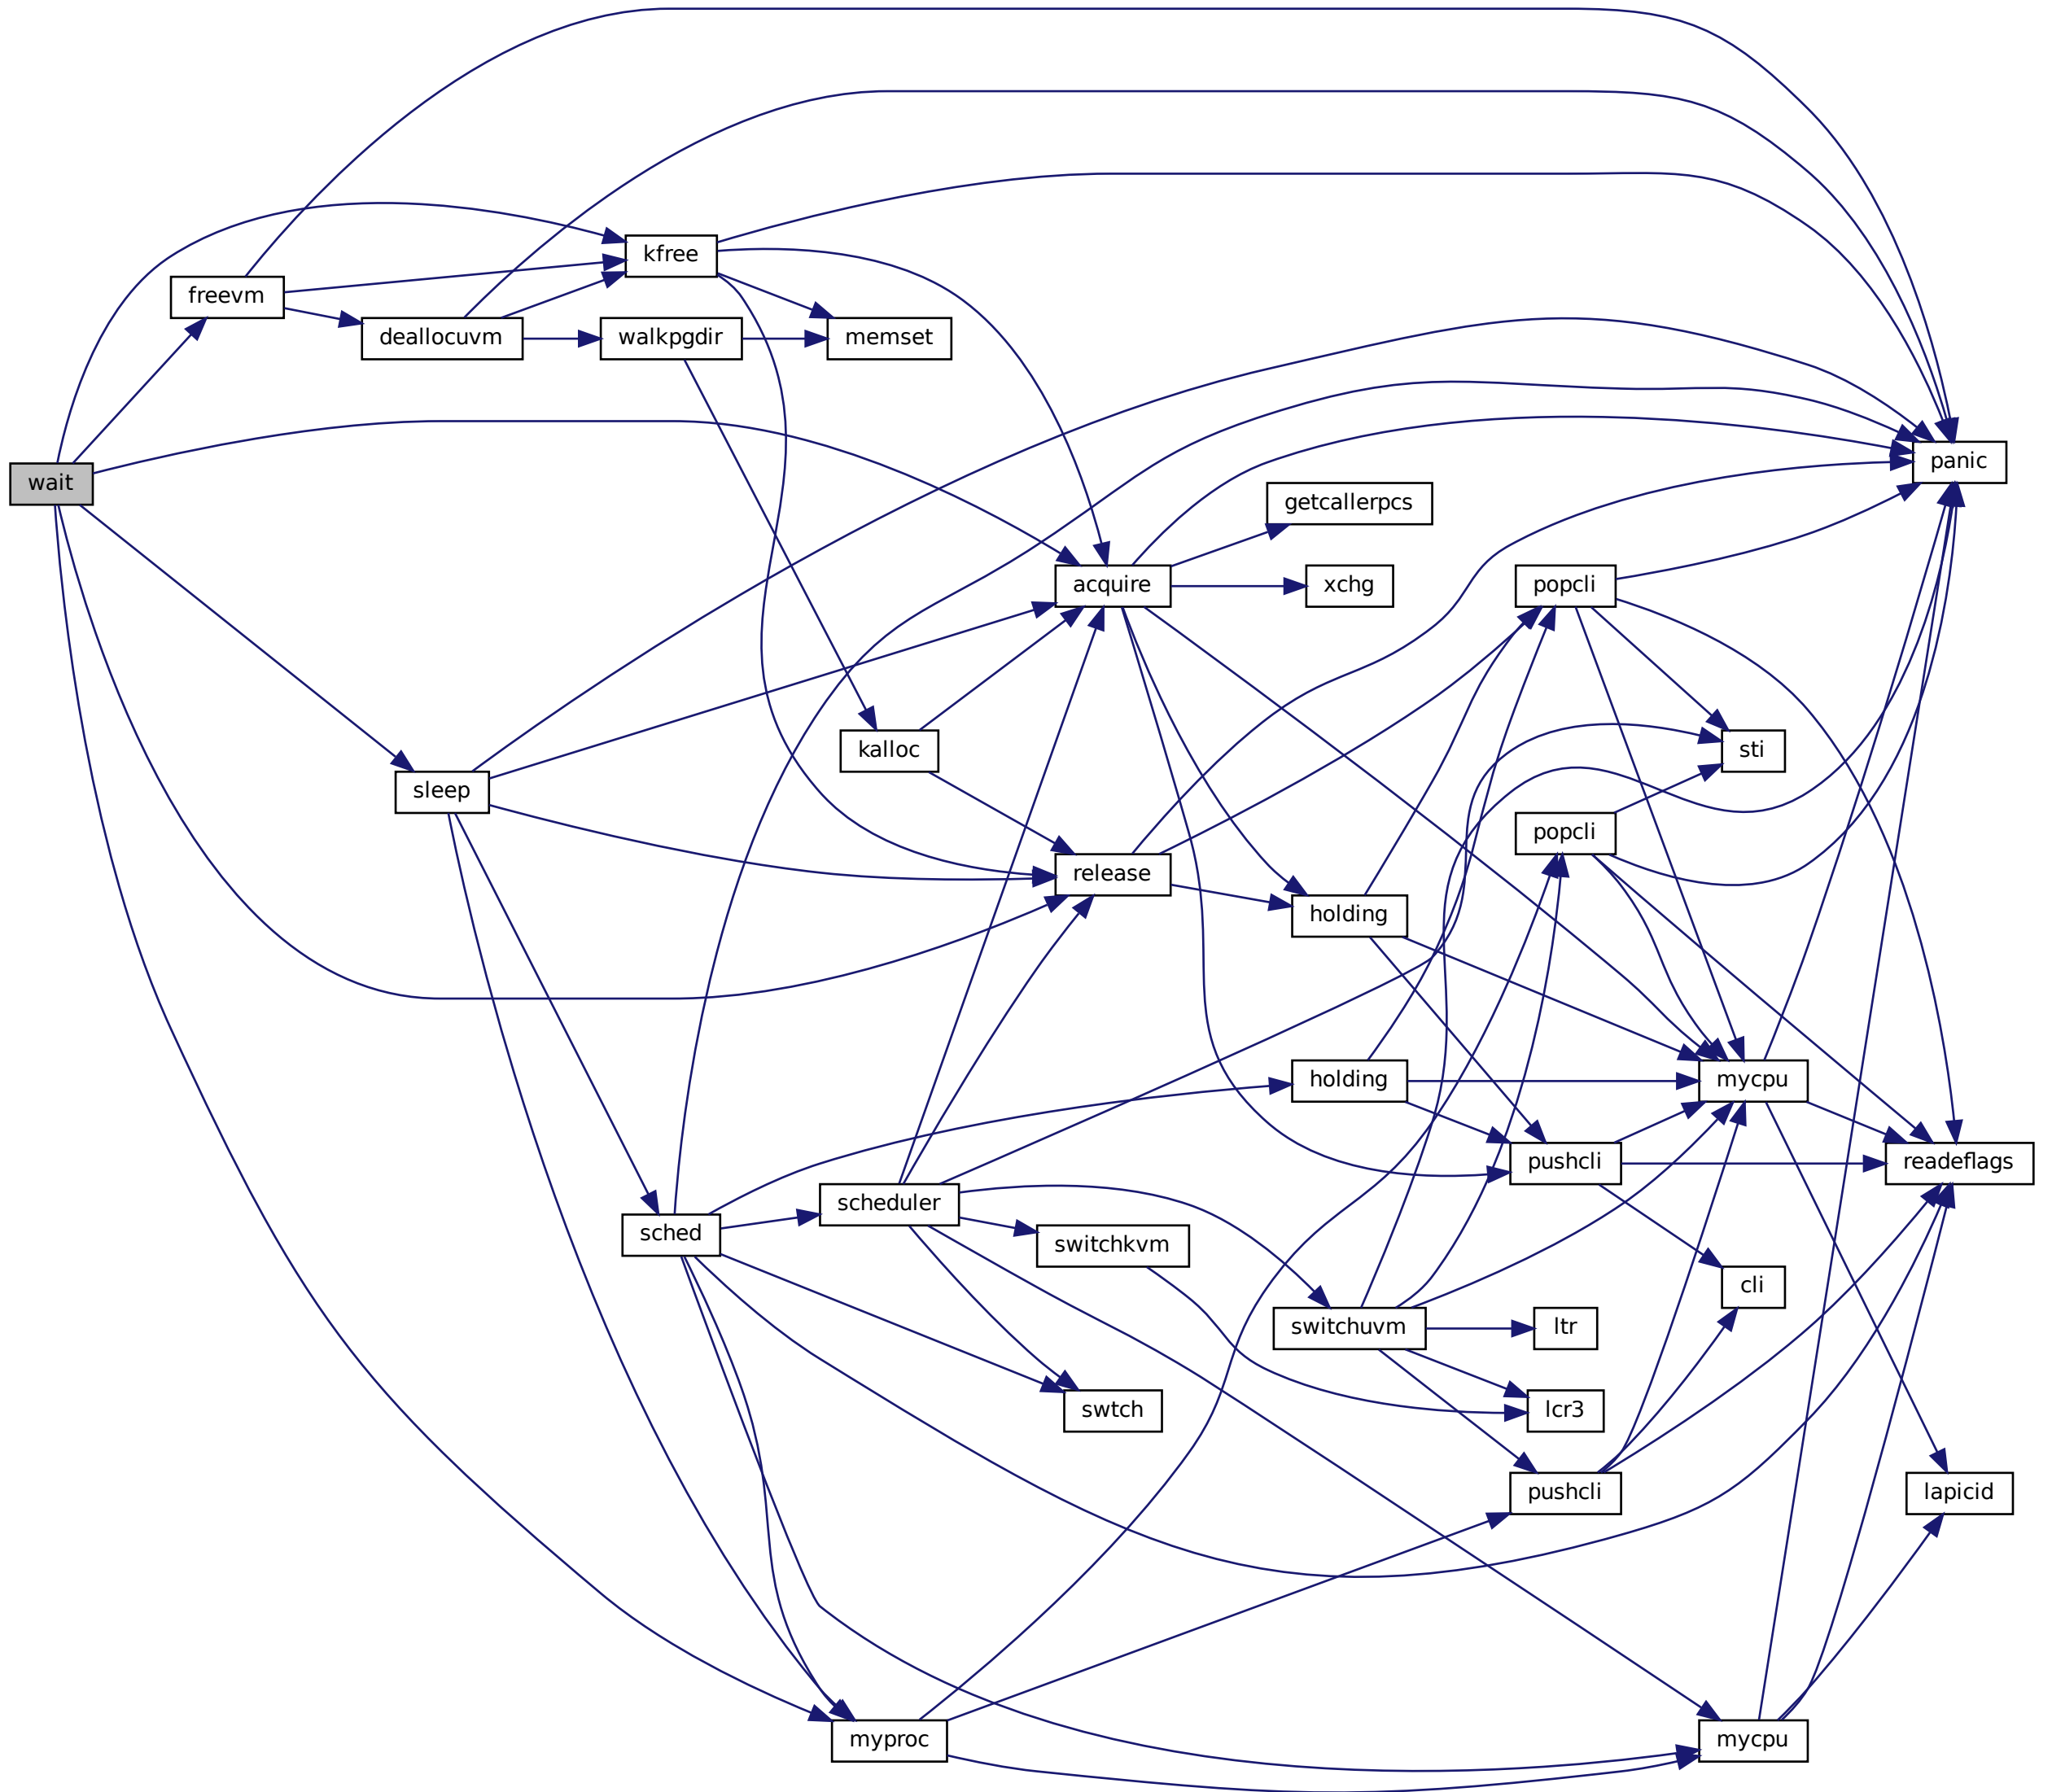 kfree
freevm
deallocuvm
walkpgdir
memset
panic
wait
getcallerpcs
acquire
xchg
popcli
kalloc
sti
sleep
popcli
release
holding
holding
mycpu
pushcli
readeflags
scheduler
sched
switchkvm
cli
switchuvm
ltr
swtch
lcr3
pushcli
lapicid
myproc
mycpu